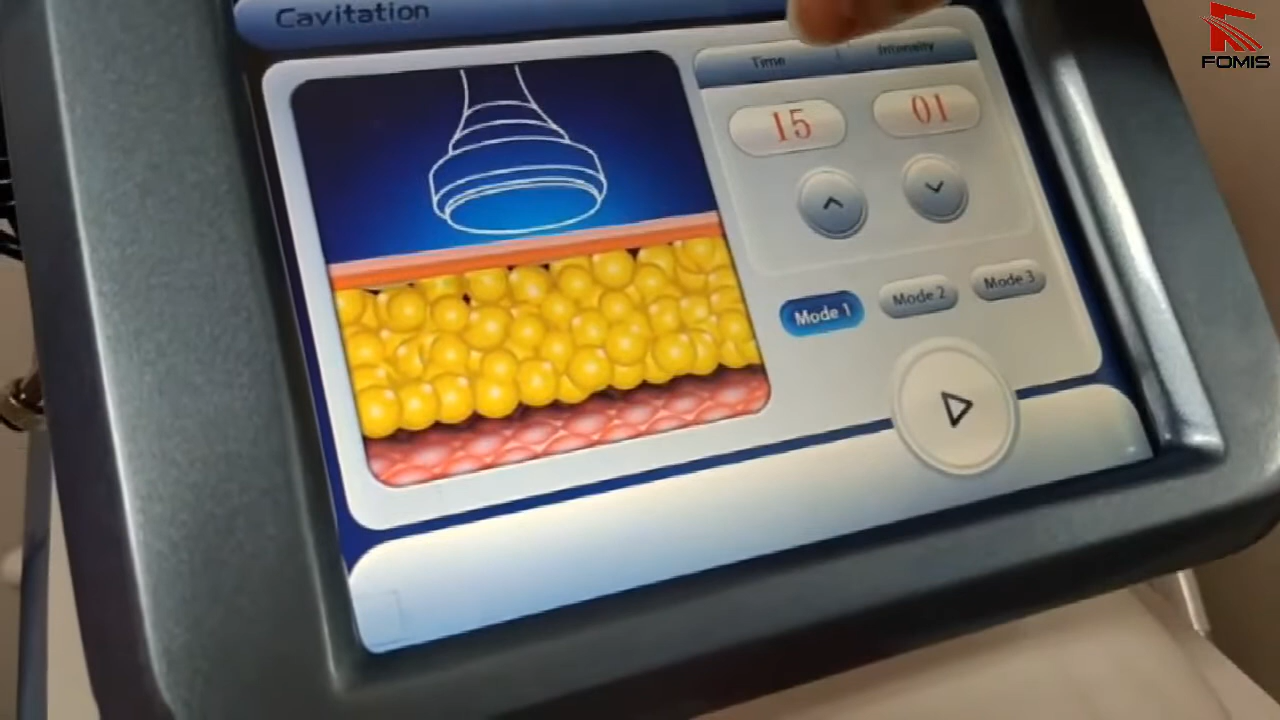 Cavitation
FOMIS
Time
Intensity
15
01
Mode 1
Mode 2
Mode 3